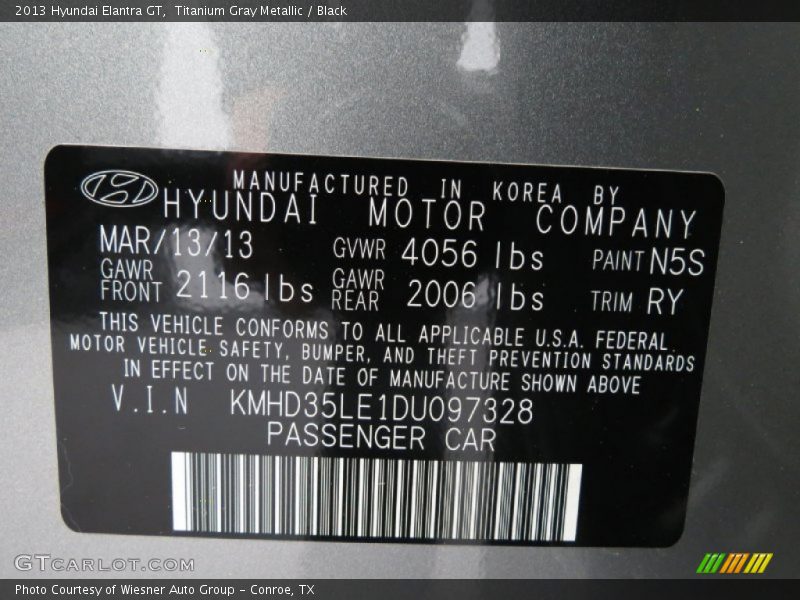 2013 Hyundai Elantra GT,  Titanium Gray Metallic / Black
MANUFACTURED IN KOREA BY
HYUNDAI MOTOR COMPANY
MAR/13/13 GVWR 4056 lbs PAINT N5S
GAWR FRONT 2116 lbs GAWR REAR 2006 lbs TRIM RY
THIS VEHICLE CONFORMS TO ALL APPLICABLE U.S.A. FEDERAL
MOTOR VEHICLE SAFETY, BUMPER, AND THEFT PREVENTION STANDARDS
IN EFFECT ON THE DATE OF MANUFACTURE SHOWN ABOVE
V.I.N KMHD35LE1DU097328
PASSENGER CAR
GTCARLOT.COM
Photo Courtesy of Wiesner Auto Group - Conroe, TX